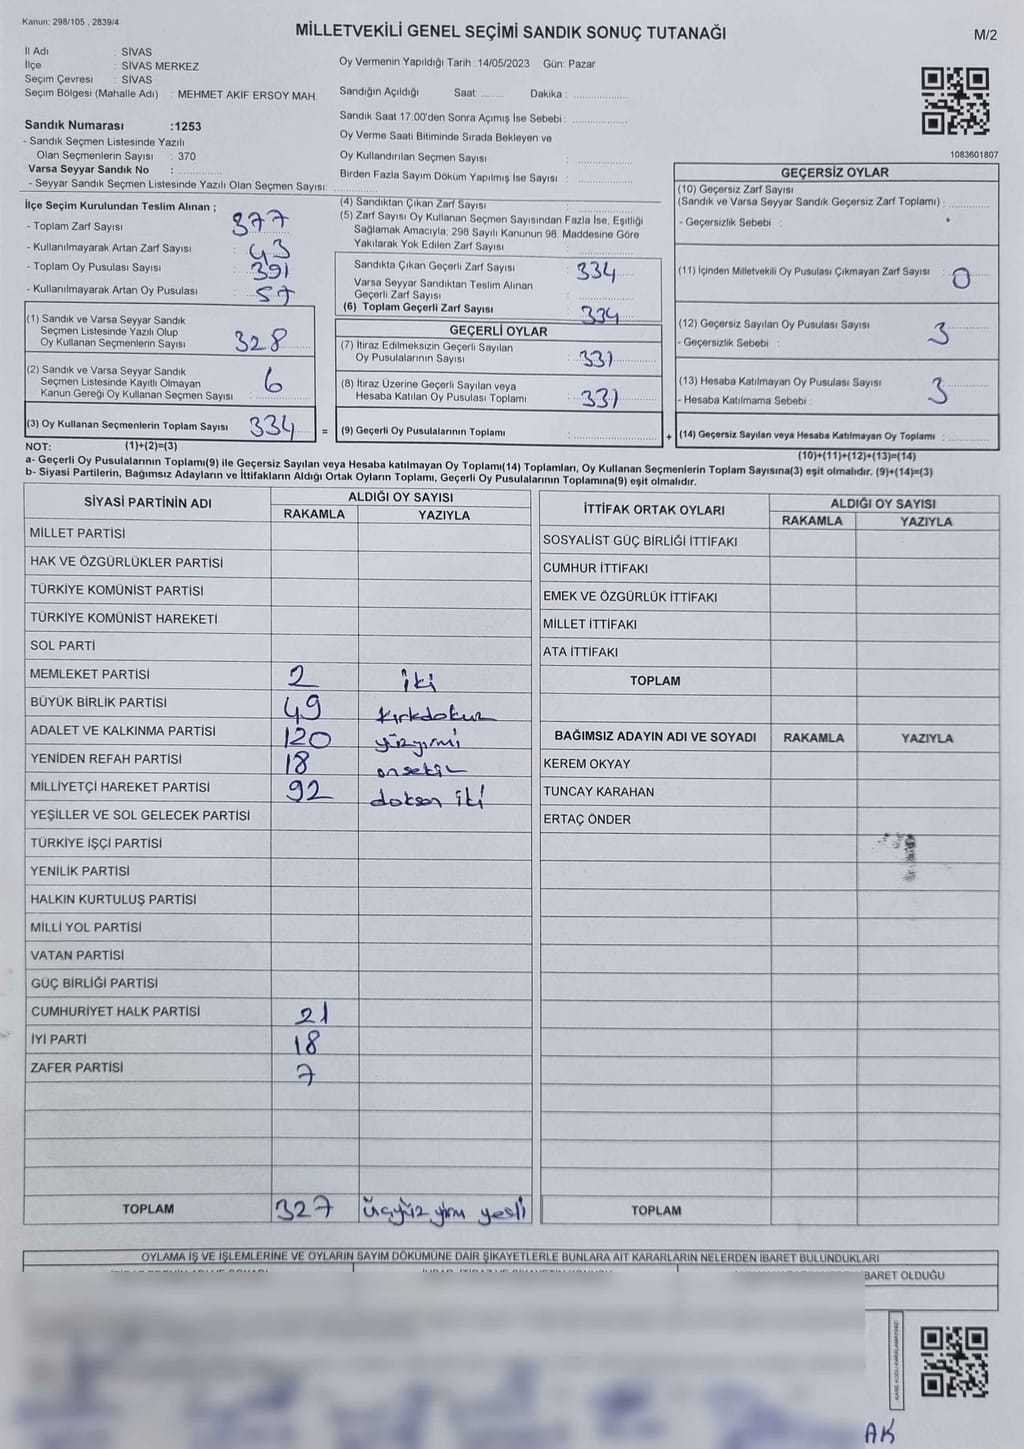 Kanun: 298/105 , 2839/4
MİLLETVEKİLİ GENEL SEÇİMİ SANDIK SONUÇ TUTANAĞI
M/2
İl Adı : SİVAS
İlçe : SİVAS MERKEZ
Seçim Çevresi : SİVAS
Seçim Bölgesi (Mahalle Adı) : MEHMET AKİF ERSOY MAH.
Oy Vermenin Yapıldığı Tarih :14/05/2023 Gün: Pazar
Sandığın Açıldığı Saat: ........ Dakika : ....................
Sandık Saat 17:00'den Sonra Açımış İse Sebebi : ....................
Oy Verme Saati Bitiminde Sırada Bekleyen ve
Oy Kullandırılan Seçmen Sayısı : ....................
Birden Fazla Sayım Döküm Yapılmış İse Sayısı : ....................
Sandık Numarası :1253
- Sandık Seçmen Listesinde Yazılı
Olan Seçmenlerin Sayısı : 370
Varsa Seyyar Sandık No : ....................
- Seyyar Sandık Seçmen Listesinde Yazılı Olan Seçmen Sayısı: ....................
1083601807
İlçe Seçim Kurulundan Teslim Alınan ;
- Toplam Zarf Sayısı : 377
- Kullanılmayarak Artan Zarf Sayısı : 43
- Toplam Oy Pusulası Sayısı : 391
- Kullanılmayarak Artan Oy Pusulası : 57
(1) Sandık ve Varsa Seyyar Sandık
Seçmen Listesinde Yazılı Olup
Oy Kullanan Seçmenlerin Sayısı : 328
(2) Sandık ve Varsa Seyyar Sandık
Seçmen Listesinde Kayıtlı Olmayan
Kanun Gereği Oy Kullanan Seçmen Sayısı : 6
(3) Oy Kullanan Seçmenlerin Toplam Sayısı 334
(1)+(2)=(3)
(4) Sandıktan Çıkan Zarf Sayısı : ....................
(5) Zarf Sayısı Oy Kullanan Seçmen Sayısından Fazla İse, Eşitliği
Sağlamak Amacıyla; 298 Sayılı Kanunun 98. Maddesine Göre
Yakılarak Yok Edilen Zarf Sayısı : ....................
Sandıkta Çıkan Geçerli Zarf Sayısı : 334
Varsa Seyyar Sandıktan Teslim Alınan
Geçerli Zarf Sayısı : ....................
(6) Toplam Geçerli Zarf Sayısı : 334
GEÇERLİ OYLAR
(7) İtiraz Edilmeksizin Geçerli Sayılan
Oy Pusulalarının Sayısı : 331
(8) İtiraz Üzerine Geçerli Sayılan veya
Hesaba Katılan Oy Pusulası Toplamı : 331
= (9) Geçerli Oy Pusulalarının Toplamı : ....................
GEÇERSİZ OYLAR
(10) Geçersiz Zarf Sayısı
(Sandık ve Varsa Seyyar Sandık Geçersiz Zarf Toplamı) : ....................
- Geçersizlik Sebebi :
(11) İçinden Milletvekili Oy Pusulası Çıkmayan Zarf Sayısı : 0
(12) Geçersiz Sayılan Oy Pusulası Sayısı : 3
- Geçersizlik Sebebi :
(13) Hesaba Katılmayan Oy Pusulası Sayısı : 3
- Hesaba Katılmama Sebebi :
+ (14) Geçersiz Sayılan veya Hesaba Katılmayan Oy Toplamı : ....................
(10)+(11)+(12)+(13)=(14)
NOT:
a- Geçerli Oy Pusulalarının Toplamı(9) ile Geçersiz Sayılan veya Hesaba katılmayan Oy Toplamı(14) Toplamları, Oy Kullanan Seçmenlerin Toplam Sayısına(3) eşit olmalıdır. (9)+(14)=(3)
b- Siyasi Partilerin, Bağımsız Adayların ve İttifakların Aldığı Ortak Oyların Toplamı, Geçerli Oy Pusulalarının Toplamına(9) eşit olmalıdır.
SİYASİ PARTİNİN ADI
ALDIĞI OY SAYISI
RAKAMLA YAZIYLA
MİLLET PARTİSİ
HAK VE ÖZGÜRLÜKLER PARTİSİ
TÜRKİYE KOMÜNİST PARTİSİ
TÜRKİYE KOMÜNİST HAREKETİ
SOL PARTİ
MEMLEKET PARTİSİ 2 iki
BÜYÜK BİRLİK PARTİSİ 49 kırkdokuz
ADALET VE KALKINMA PARTİSİ 120 yüzyirmi
YENİDEN REFAH PARTİSİ 18 onsekiz
MİLLİYETÇİ HAREKET PARTİSİ 92 doksan iki
YEŞİLLER VE SOL GELECEK PARTİSİ
TÜRKİYE İŞÇİ PARTİSİ
YENİLİK PARTİSİ
HALKIN KURTULUŞ PARTİSİ
MİLLİ YOL PARTİSİ
VATAN PARTİSİ
GÜÇ BİRLİĞİ PARTİSİ
CUMHURİYET HALK PARTİSİ 21
İYİ PARTİ 18
ZAFER PARTİSİ 7
TOPLAM 327 üçyüz yirmi yedi
İTTİFAK ORTAK OYLARI
ALDIĞI OY SAYISI
RAKAMLA YAZIYLA
SOSYALİST GÜÇ BİRLİĞİ İTTİFAKI
CUMHUR İTTİFAKI
EMEK VE ÖZGÜRLÜK İTTİFAKI
MİLLET İTTİFAKI
ATA İTTİFAKI
TOPLAM
BAĞIMSIZ ADAYIN ADI VE SOYADI RAKAMLA YAZIYLA
KEREM OKYAY
TUNCAY KARAHAN
ERTAÇ ÖNDER
TOPLAM
OYLAMA İŞ VE İŞLEMLERİNE VE OYLARIN SAYIM DÖKÜMÜNE DAİR ŞİKAYETLERLE BUNLARA AİT KARARLARIN NELERDEN İBARET BULUNDUKLARI
İBARET OLDUĞU
AK